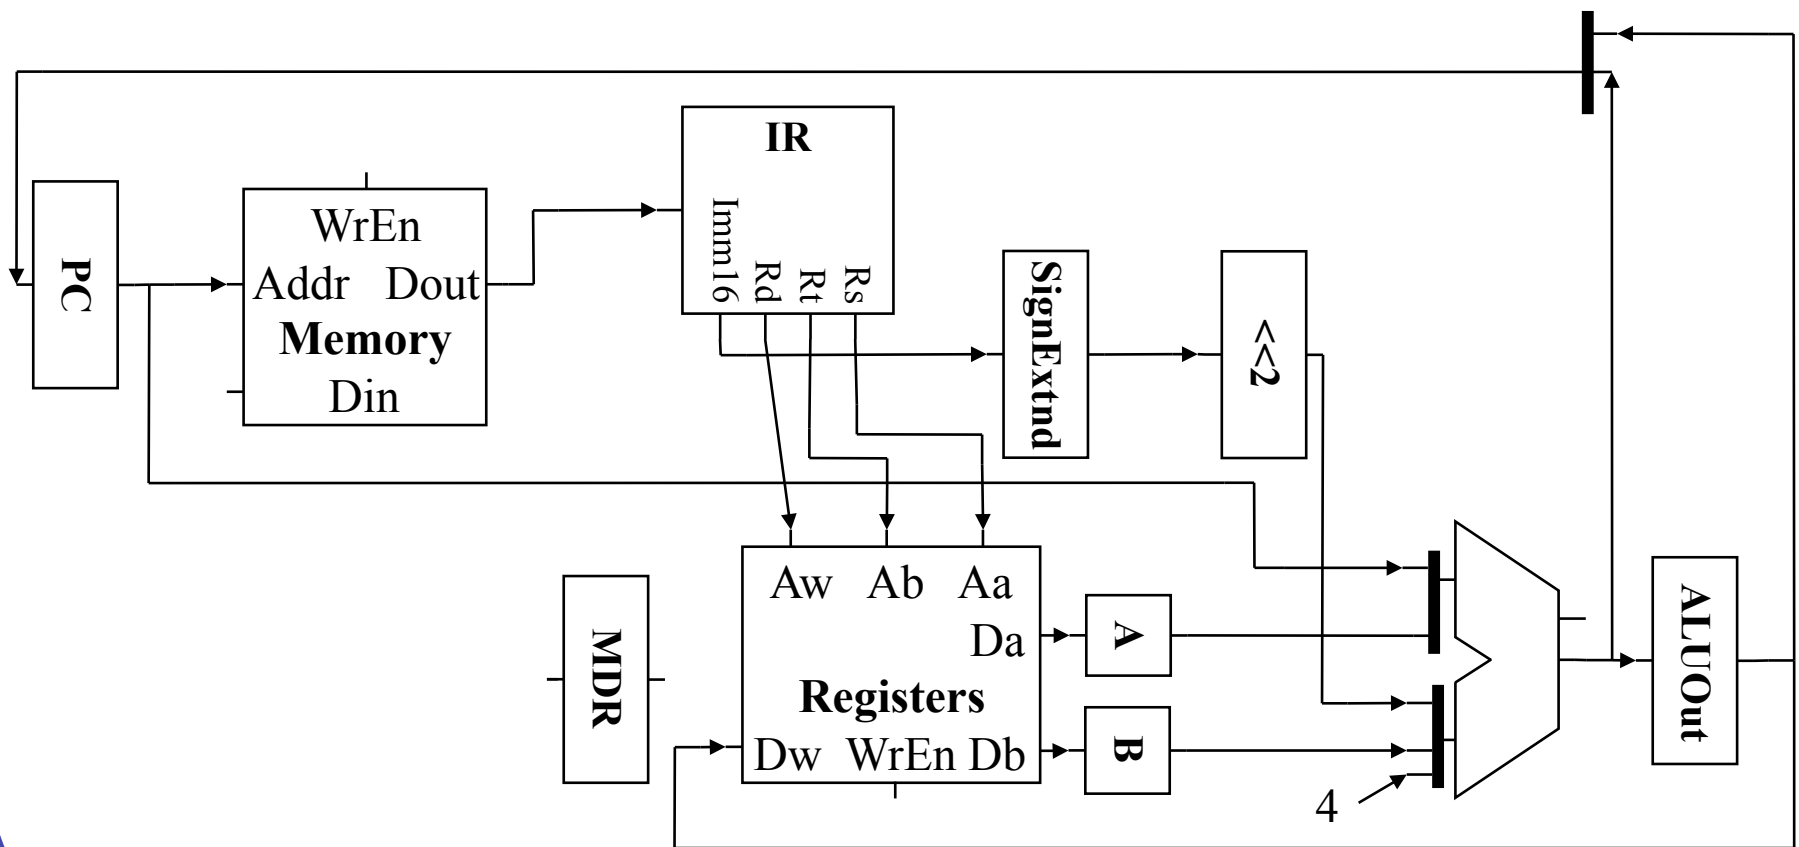 IR
Imm16
Rd
Rt
Rs
PC
WrEn
Addr Dout
Memory
Din
SignExtnd
<<2
Aw Ab Aa
Da
Registers
Dw WrEn Db
MDR
A
B
4
ALUOut